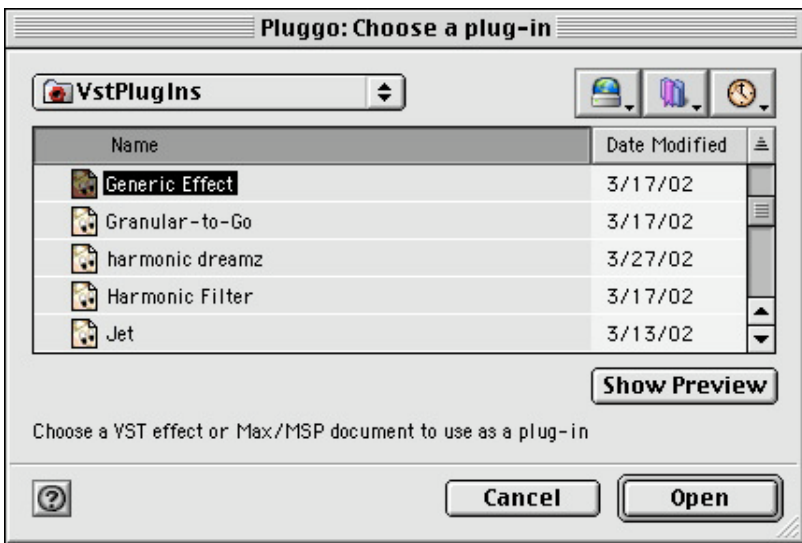 Pluggo: Choose a plug-in
VstPlugIns
Name Date Modified
Generic Effect 3/17/02
Granular-to-Go 3/17/02
harmonic dreamz 3/27/02
Harmonic Filter 3/17/02
Jet 3/13/02
Show Preview
Choose a VST effect or Max/MSP document to use as a plug-in
? Cancel Open